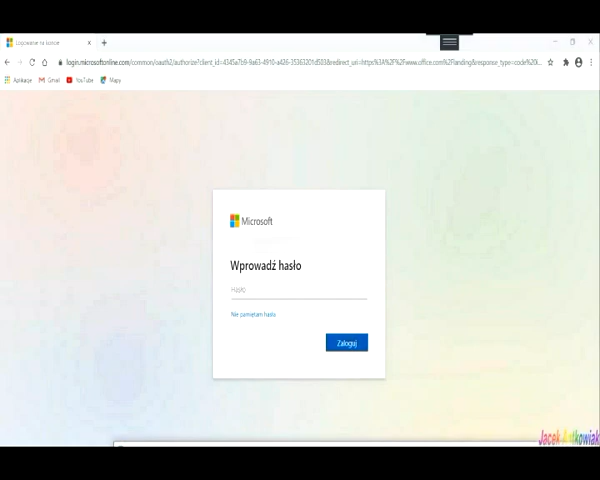 Logowanie na koncie
login.microsoftonline.com/common/oauth2/authorize?client_id=4345a7b9-9a63-4910-a426-35363201d503&redirect_uri=https%3A%2F%2Fwww.office.com%2Flanding&response_type=code%20i...
Aplikacje Gmail YouTube Mapy
Microsoft
Wprowadź hasło
Hasło
Nie pamiętam hasła
Zaloguj
Jacek